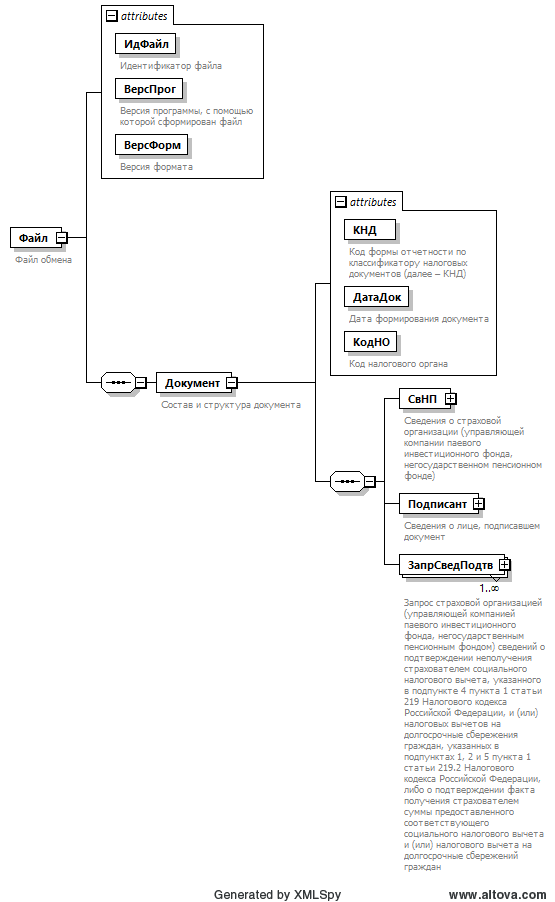 attributes
ИдФайл
Идентификатор файла
ВерсПрог
Версия программы, с помощью
которой сформирован файл
ВерсФорм
Версия формата
Файл
Файл обмена
attributes
КНД
Код формы отчетности по
классификатору налоговых
документов (далее – КНД)
ДатаДок
Дата формирования документа
КодНО
Код налогового органа
Документ
Состав и структура документа
СвНП
Сведения о страховой
организации (управляющей
компании паевого
инвестиционного фонда,
негосударственном пенсионном
фонде)
Подписант
Сведения о лице, подписавшем
документ
ЗапрСведПодтв
1..∞
Запрос страховой организацией
(управляющей компанией
паевого инвестиционного
фонда, негосударственным
пенсионным фондом) сведений о
подтверждении неполучения
страхователем социального
налогового вычета, указанного
в подпункте 4 пункта 1 статьи
219 Налогового кодекса
Российской Федерации, и (или)
налоговых вычетов на
долгосрочные сбережения
граждан, указанных в
подпунктах 1, 2 и 5 пункта 1
статьи 219.2 Налогового
кодекса Российской Федерации,
либо о подтверждении факта
получения страхователем
суммы предоставленного
соответствующего
социального налогового вычета
и (или) налогового вычета на
долгосрочные сбережений
граждан
Generated by XMLSpy
www.altova.com